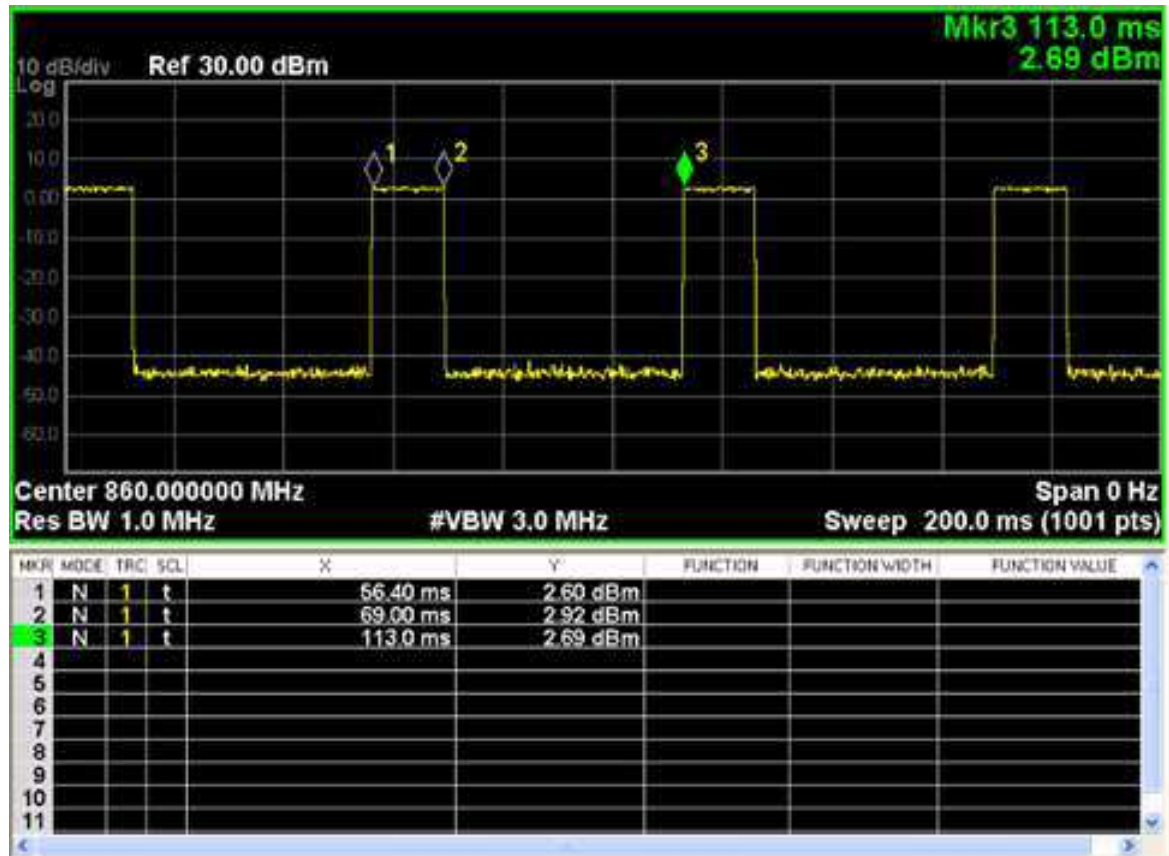 Mkr3 113.0 ms
2.69 dBm
10 dB/div Ref 30.00 dBm
Log
20.0
10.0
0.00
-10.0
-20.0
-30.0
-40.0
-50.0
-60.0
1 2 3
Center 860.000000 MHz Span 0 Hz
Res BW 1.0 MHz #VBW 3.0 MHz Sweep 200.0 ms (1001 pts)
MKR MODE TRC SCL X Y FUNCTION FUNCTION WIDTH FUNCTION VALUE
1 N 1 t 56.40 ms 2.60 dBm
2 N 1 t 69.00 ms 2.92 dBm
3 N 1 t 113.0 ms 2.69 dBm
4
5
6
7
8
9
10
11